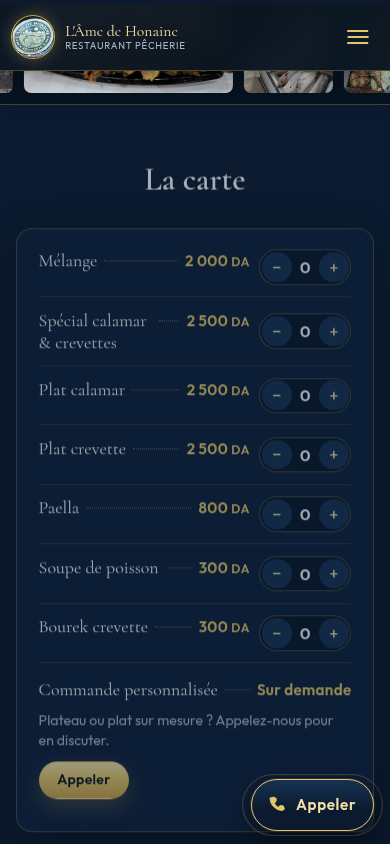 L'Âme de Honaine
RESTAURANT PÊCHERIE
La carte
Mélange 2 000 DA − 0 +
Spécial calamar 2 500 DA − 0 +
& crevettes
Plat calamar 2 500 DA − 0 +
Plat crevette 2 500 DA − 0 +
Paella 800 DA − 0 +
Soupe de poisson 300 DA − 0 +
Bourek crevette 300 DA − 0 +
Commande personnalisée Sur demande
Plateau ou plat sur mesure ? Appelez-nous pour
en discuter.
Appeler
Appeler